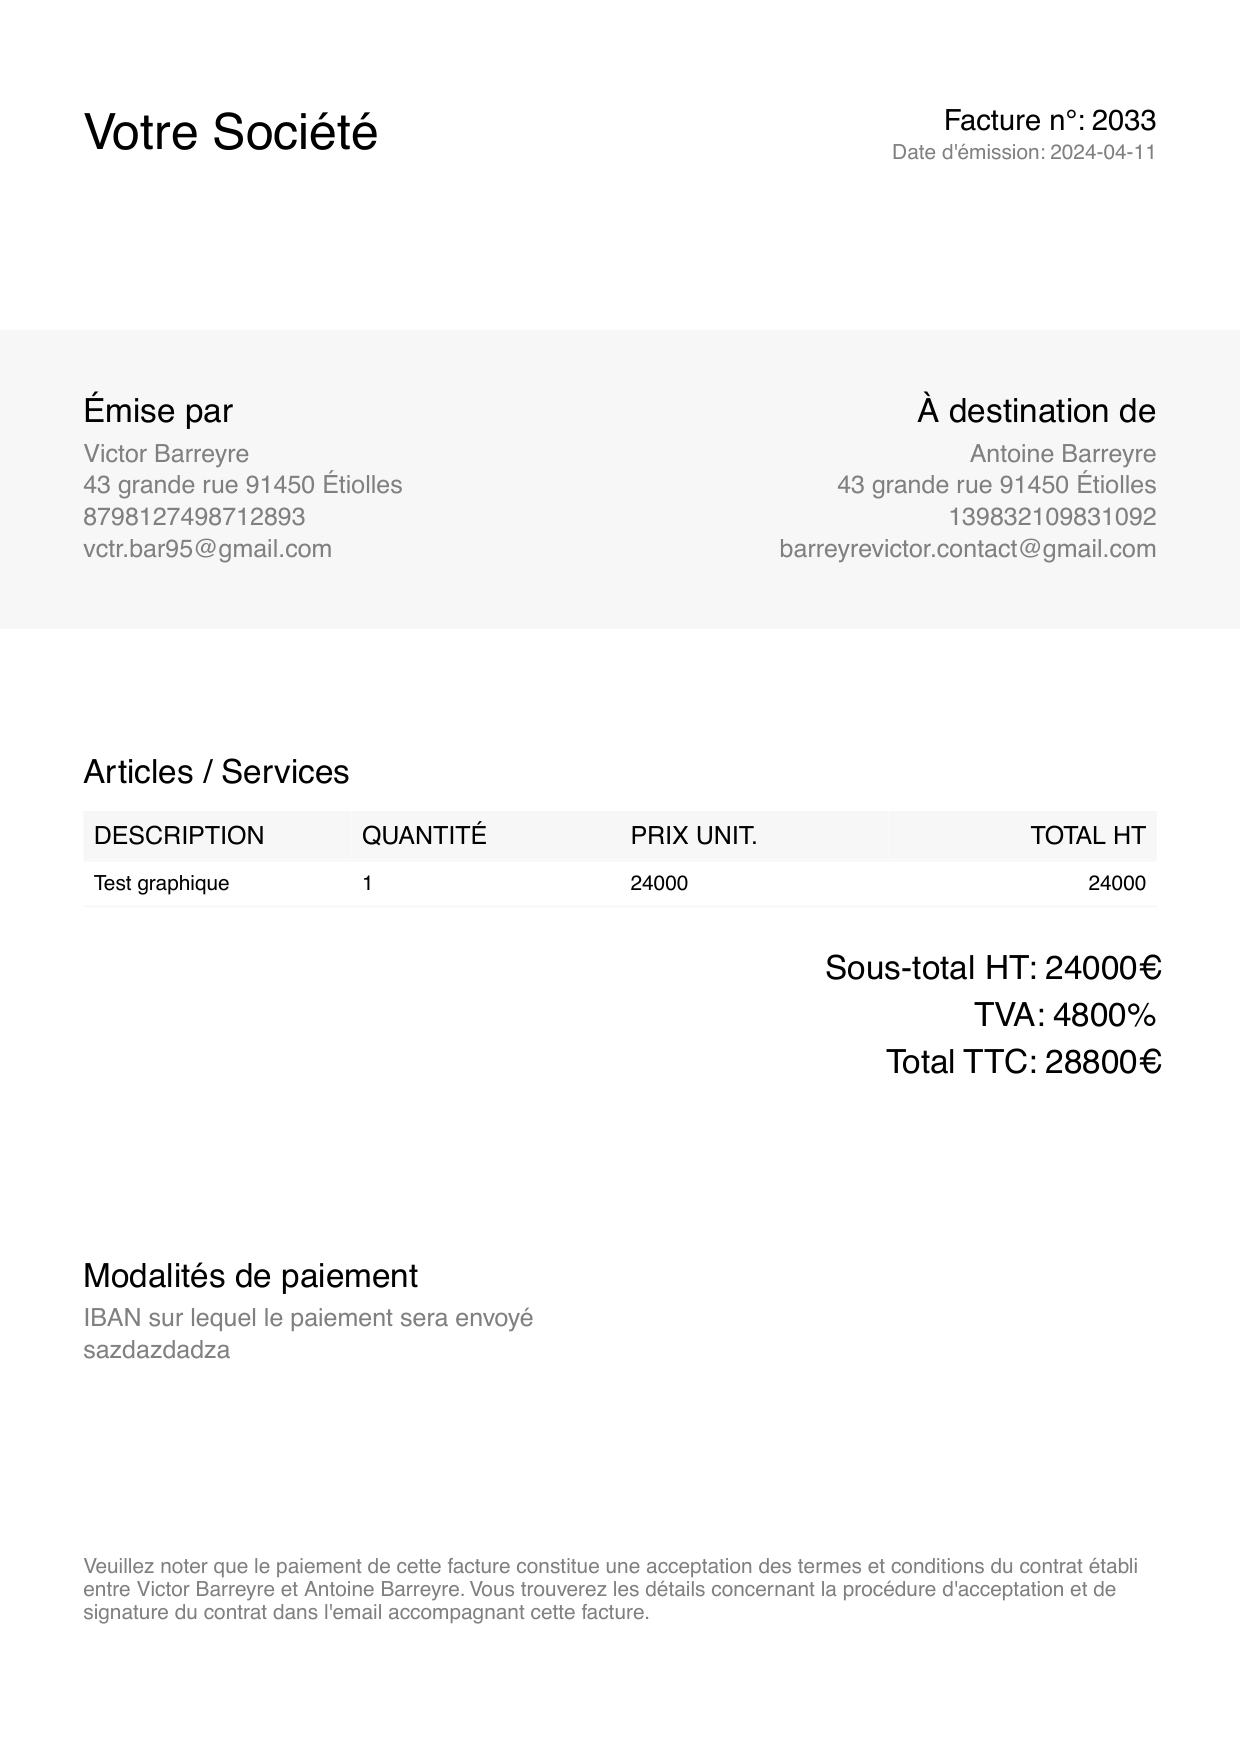 Votre Société
Facture n°: 2033
Date d'émission: 2024-04-11
Émise par
Victor Barreyre
43 grande rue 91450 Étiolles
8798127498712893
vctr.bar95@gmail.com
À destination de
Antoine Barreyre
43 grande rue 91450 Étiolles
139832109831092
barreyrevictor.contact@gmail.com
Articles / Services
DESCRIPTION QUANTITÉ PRIX UNIT. TOTAL HT
Test graphique 1 24000 24000
Sous-total HT: 24000€
TVA: 4800%
Total TTC: 28800€
Modalités de paiement
IBAN sur lequel le paiement sera envoyé
sazdazdadza
Veuillez noter que le paiement de cette facture constitue une acceptation des termes et conditions du contrat établi
entre Victor Barreyre et Antoine Barreyre. Vous trouverez les détails concernant la procédure d'acceptation et de
signature du contrat dans l'email accompagnant cette facture.